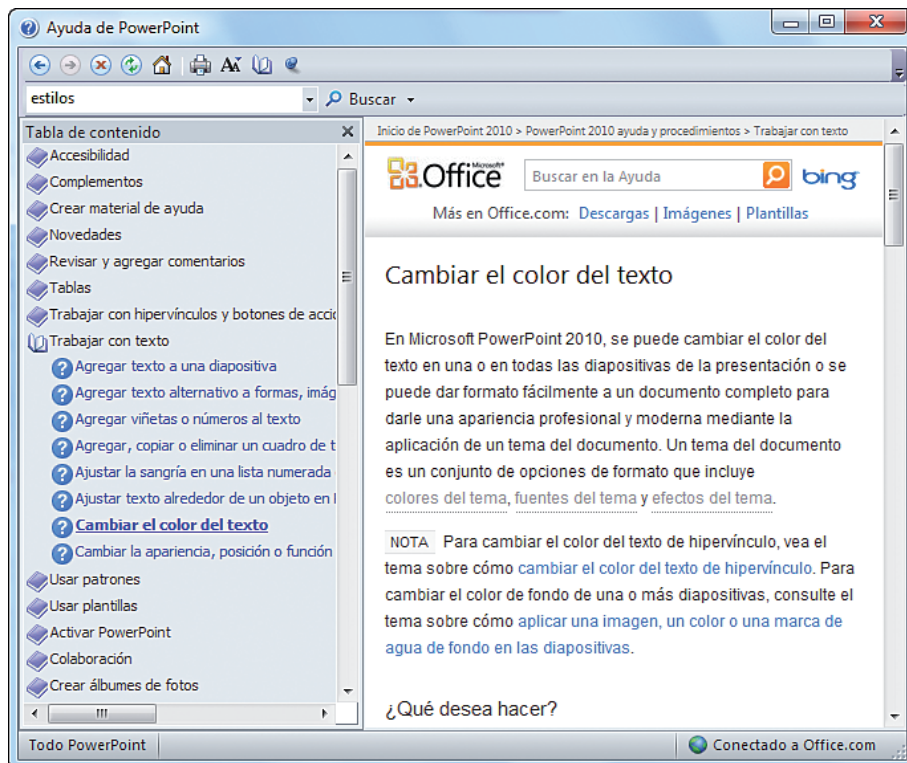 Ayuda de PowerPoint
estilos
Buscar
Tabla de contenido
Accesibilidad
Complementos
Crear material de ayuda
Novedades
Revisar y agregar comentarios
Tablas
Trabajar con hipervínculos y botones de acció
Trabajar con texto
Agregar texto a una diapositiva
Agregar texto alternativo a formas, imág
Agregar viñetas o números al texto
Agregar, copiar o eliminar un cuadro de t
Ajustar la sangría en una lista numerada
Ajustar texto alrededor de un objeto en
Cambiar el color del texto
Cambiar la apariencia, posición o función
Usar patrones
Usar plantillas
Activar PowerPoint
Colaboración
Crear álbumes de fotos
Inicio de PowerPoint 2010 > PowerPoint 2010 ayuda y procedimientos > Trabajar con texto
Microsoft®
Office
Buscar en la Ayuda
bing
Más en Office.com: Descargas | Imágenes | Plantillas
Cambiar el color del texto
En Microsoft PowerPoint 2010, se puede cambiar el color del
texto en una o en todas las diapositivas de la presentación o se
puede dar formato fácilmente a un documento completo para
darle una apariencia profesional y moderna mediante la
aplicación de un tema del documento. Un tema del documento
es un conjunto de opciones de formato que incluye
colores del tema, fuentes del tema y efectos del tema.
NOTA Para cambiar el color del texto de hipervínculo, vea el
tema sobre cómo cambiar el color del texto de hipervínculo. Para
cambiar el color de fondo de una o más diapositivas, consulte el
tema sobre cómo aplicar una imagen, un color o una marca de
agua de fondo en las diapositivas.
¿Qué desea hacer?
Todo PowerPoint
Conectado a Office.com